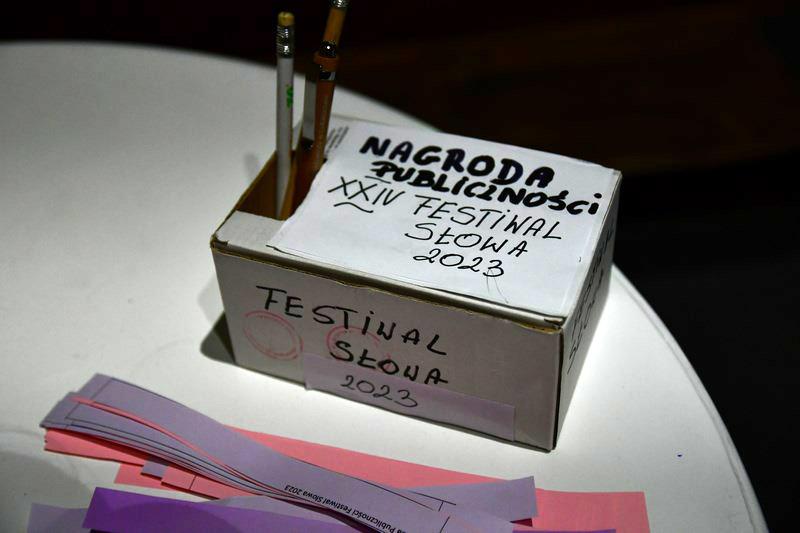 NAGRODA
PUBLICZNOŚCI
XXIV FESTIWAL
SŁOWA
2023
FESTIWAL
SŁOWA
2023
Publiczności Festiwal Słowa 2023